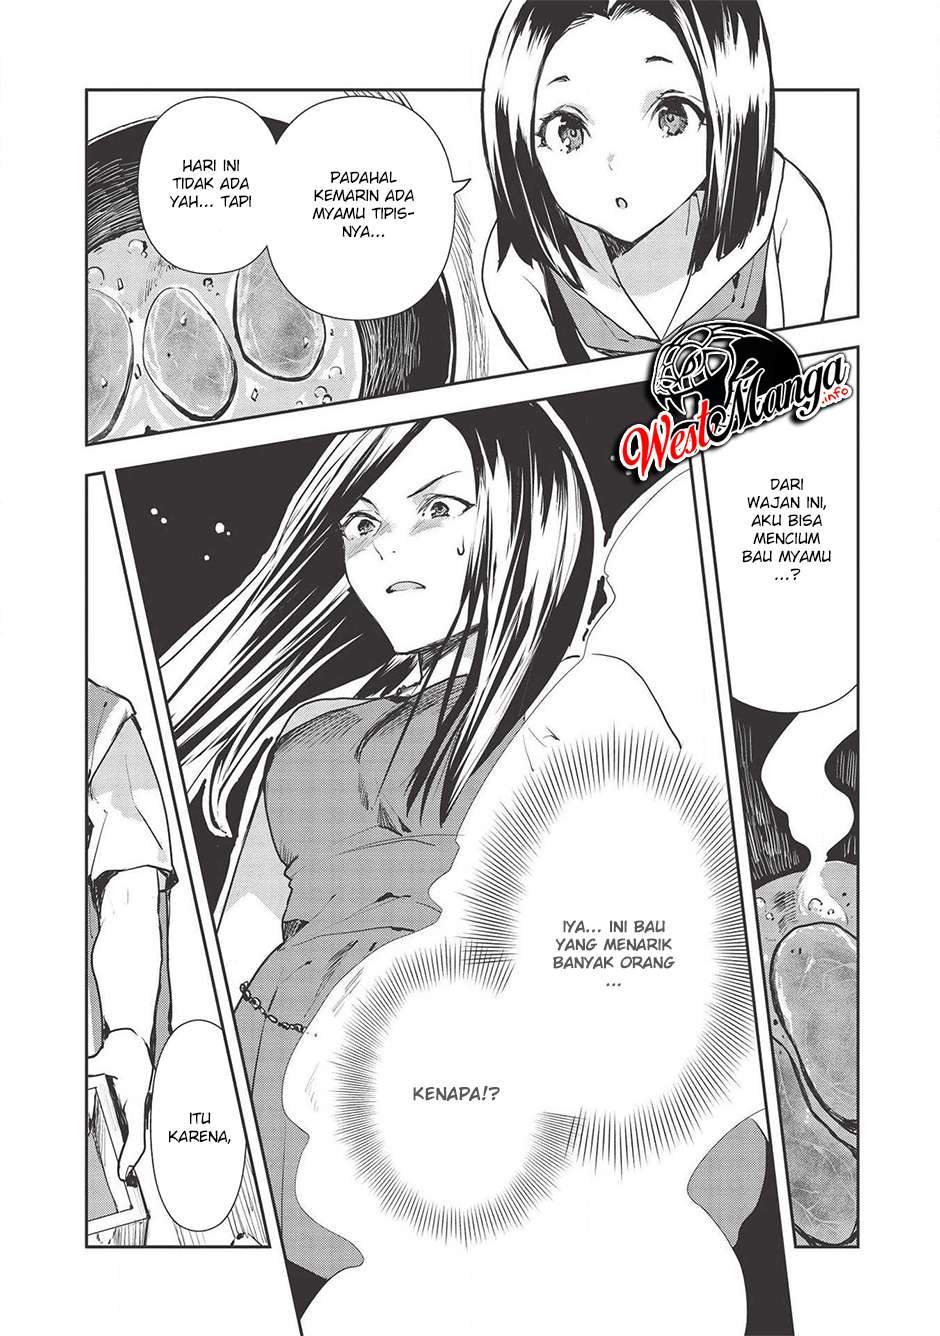 PADAHAL
KEMARIN ADA
MYAMU TIPIS-
NYA...
HARI INI
TIDAK ADA
YAH... TAPI
WestManga
.info
DARI
WAJAN INI,
AKU BISA
MENCIUM
BAU MYAMU
...?
IYA... INI BAU
YANG MENARIK
BANYAK ORANG
...
KENAPA!?
ITU
KARENA,